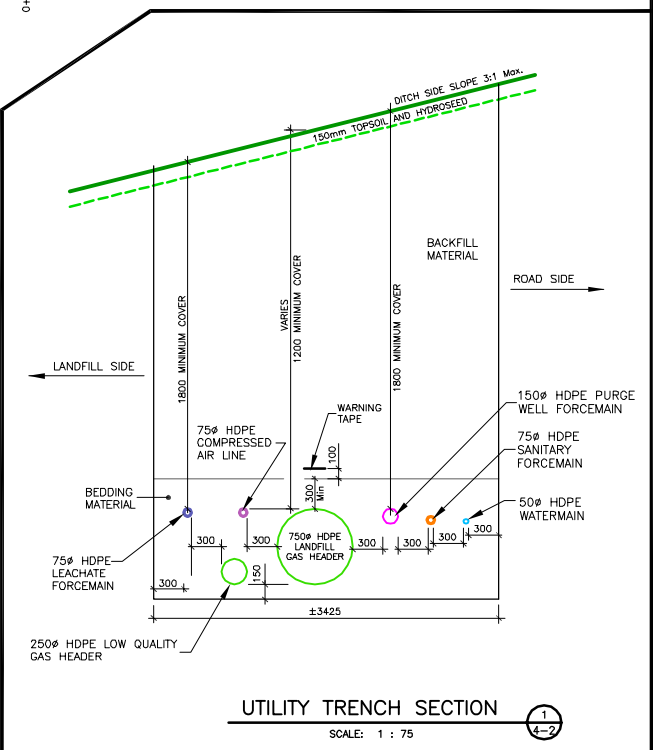 0+
DITCH SIDE SLOPE 3:1 Max.
150mm TOPSOIL AND HYDROSEED
BACKFILL
MATERIAL
ROAD SIDE
LANDFILL SIDE
1800 MINIMUM COVER
VARIES
1200 MINIMUM COVER
1800 MINIMUM COVER
WARNING
TAPE
150ø HDPE PURGE
WELL FORCEMAIN
75ø HDPE
COMPRESSED
AIR LINE
75ø HDPE
SANITARY
FORCEMAIN
100
300
Min
BEDDING
MATERIAL
50ø HDPE
WATERMAIN
750ø HDPE
LANDFILL
GAS HEADER
300
300
300
300
300
300
75ø HDPE
LEACHATE
FORCEMAIN
300
150
±3425
250ø HDPE LOW QUALITY
GAS HEADER
UTILITY TRENCH SECTION
1
4-2
SCALE: 1 : 75